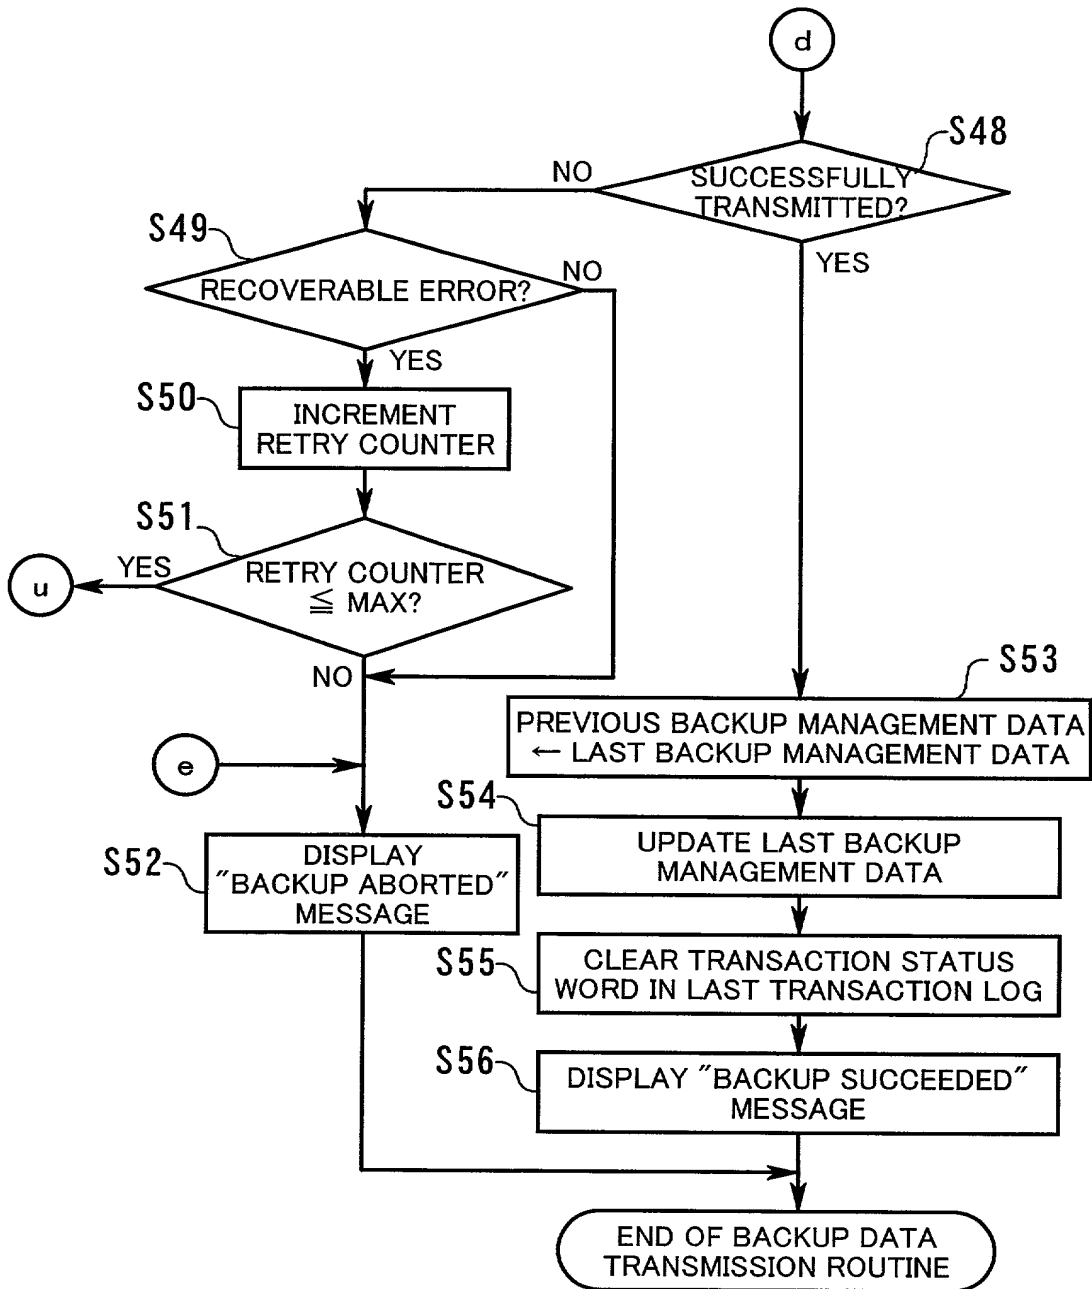 d
S48
SUCCESSFULLY
TRANSMITTED?
NO
YES
S49
RECOVERABLE ERROR?
NO
YES
S50
INCREMENT
RETRY COUNTER
S51
RETRY COUNTER
≦ MAX?
YES
u
NO
S53
PREVIOUS BACKUP MANAGEMENT DATA
← LAST BACKUP MANAGEMENT DATA
e
S54
UPDATE LAST BACKUP
MANAGEMENT DATA
S52
DISPLAY
"BACKUP ABORTED"
MESSAGE
S55
CLEAR TRANSACTION STATUS
WORD IN LAST TRANSACTION LOG
S56
DISPLAY "BACKUP SUCCEEDED"
MESSAGE
END OF BACKUP DATA
TRANSMISSION ROUTINE